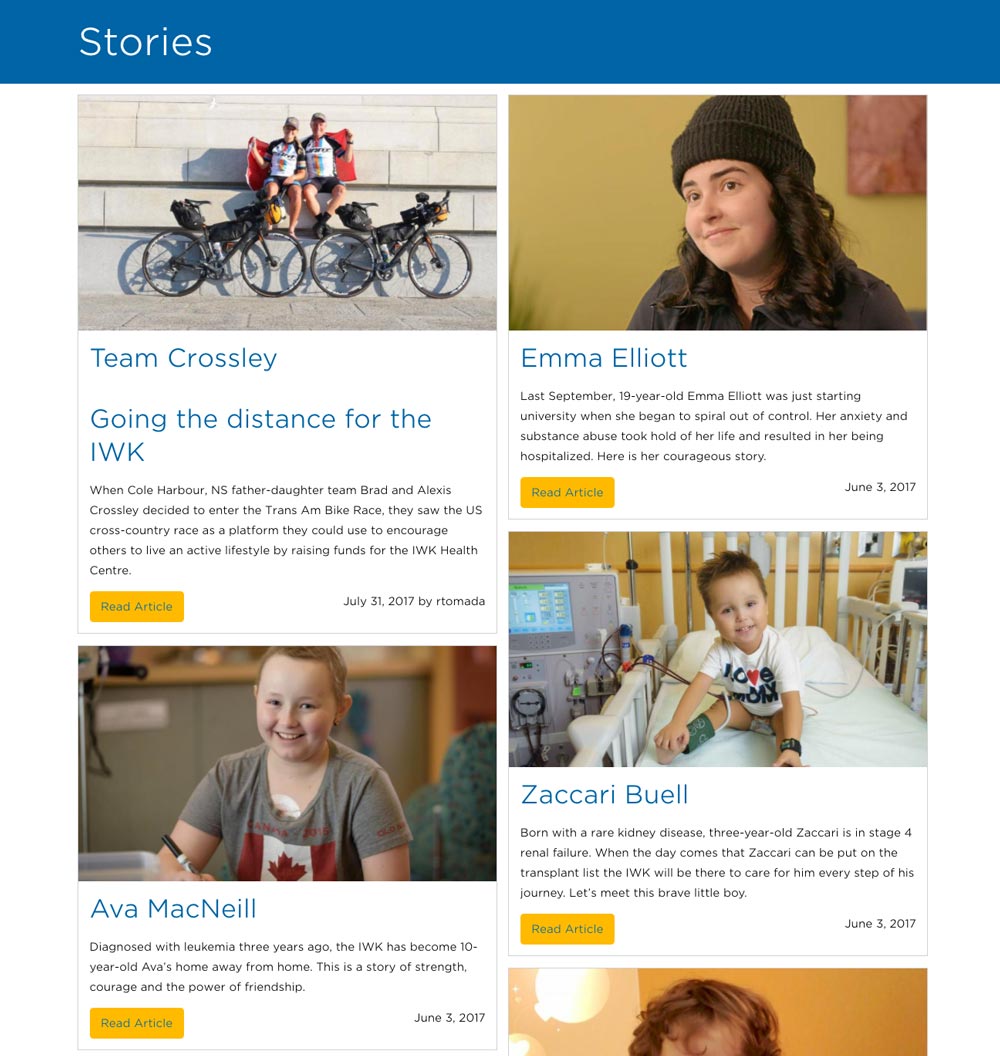 Stories
Team Crossley
Going the distance for the
IWK
When Cole Harbour, NS father-daughter team Brad and Alexis
Crossley decided to enter the Trans Am Bike Race, they saw the US
cross-country race as a platform they could use to encourage
others to live an active lifestyle by raising funds for the IWK Health
Centre.
Read Article
July 31, 2017 by rtomada
Emma Elliott
Last September, 19-year-old Emma Elliott was just starting
university when she began to spiral out of control. Her anxiety and
substance abuse took hold of her life and resulted in her being
hospitalized. Here is her courageous story.
Read Article
June 3, 2017
CANADA 2015
OLD
Ava MacNeill
Diagnosed with leukemia three years ago, the IWK has become 10-
year-old Ava’s home away from home. This is a story of strength,
courage and the power of friendship.
Read Article
June 3, 2017
I LOVE
MOM
Zaccari Buell
Born with a rare kidney disease, three-year-old Zaccari is in stage 4
renal failure. When the day comes that Zaccari can be put on the
transplant list the IWK will be there to care for him every step of his
journey. Let’s meet this brave little boy.
Read Article
June 3, 2017